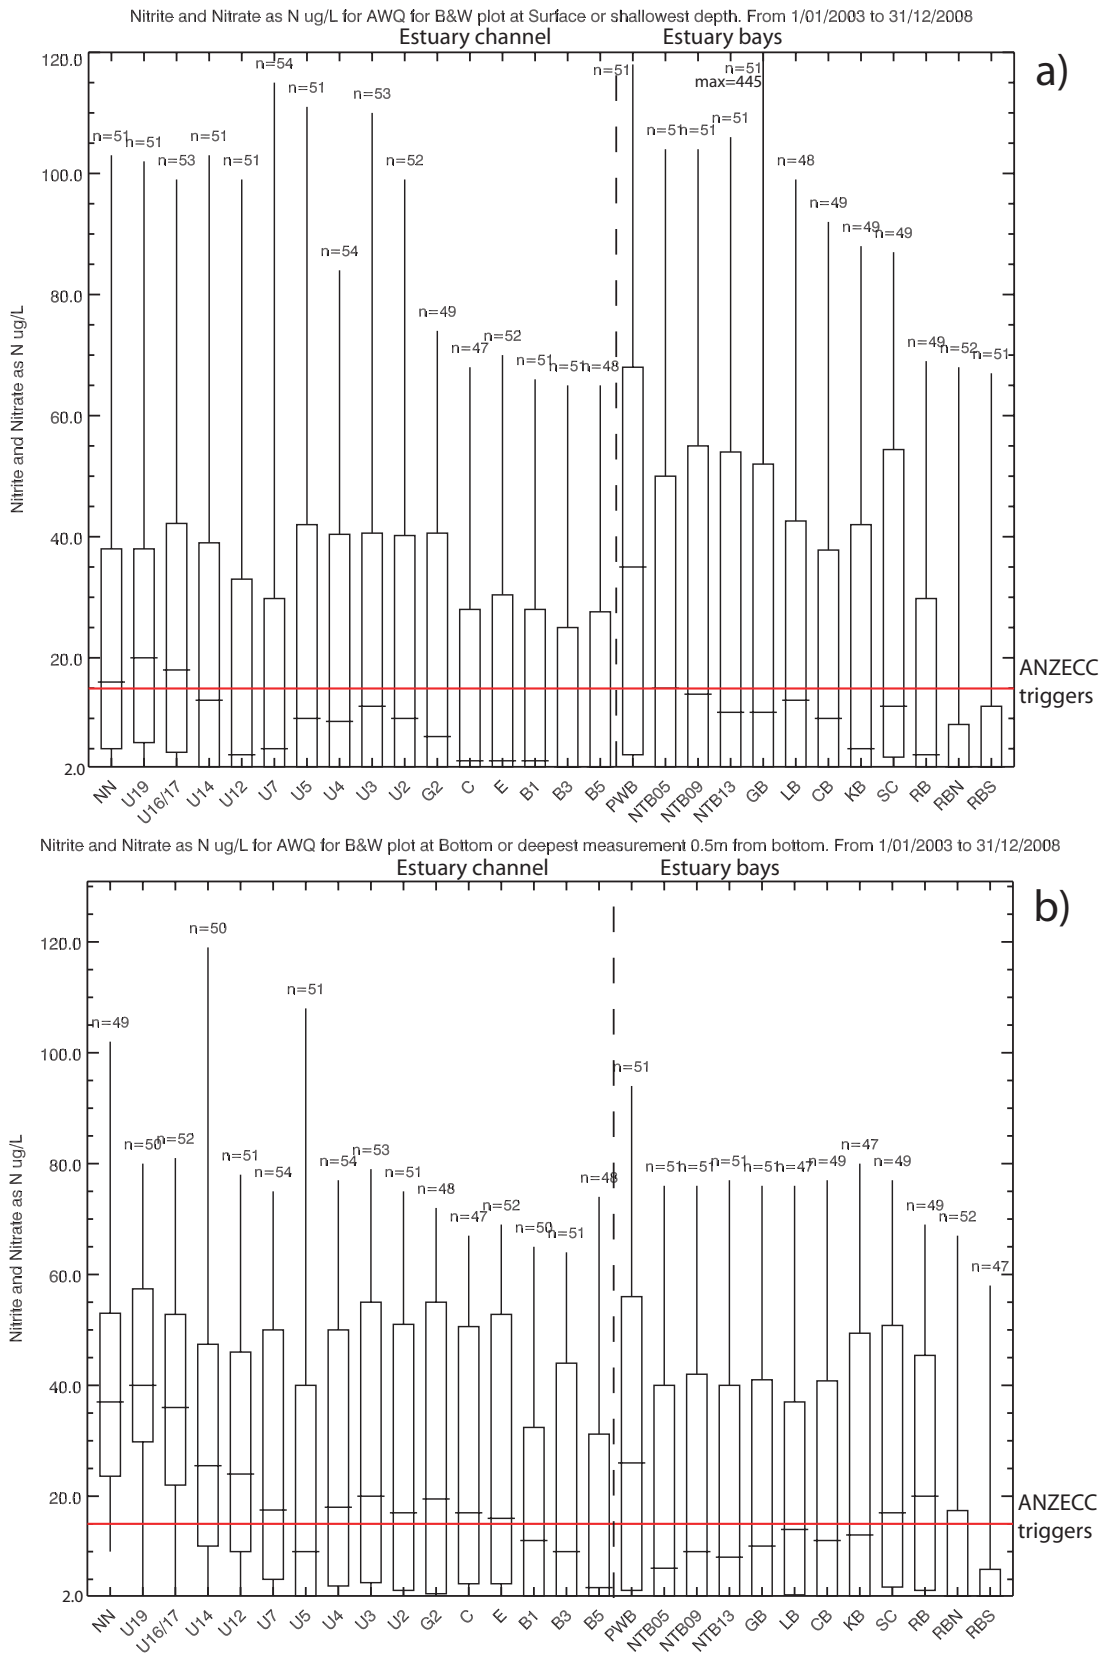 Nitrite and Nitrate as N ug/L for AWQ for B&W plot at Surface or shallowest depth. From 1/01/2003 to 31/12/2008
Estuary channel Estuary bays
a)
Nitrite and Nitrate as N ug/L
120.0
100.0
80.0
60.0
40.0
20.0
2.0
n=51 n=51 n=53 n=51 n=51 n=54 n=51 n=54 n=53 n=52 n=49 n=47 n=52 n=51 n=51 n=48 n=51 n=51 n=51 n=51 n=51 n=48 n=49 n=49 n=49 n=49 n=52 n=51
max=445
ANZECC
triggers
NN U19 U16/17 U14 U12 U7 U5 U4 U3 U2 G2 C E B1 B3 B5 PWB NTB05 NTB09 NTB13 GB LB CB KB SC RB RBN RBS
Nitrite and Nitrate as N ug/L for AWQ for B&W plot at Bottom or deepest measurement 0.5m from bottom. From 1/01/2003 to 31/12/2008
Estuary channel Estuary bays
b)
Nitrite and Nitrate as N ug/L
120.0
100.0
80.0
60.0
40.0
20.0
2.0
n=49 n=50 n=52 n=50 n=51 n=54 n=51 n=54 n=53 n=51 n=48 n=47 n=52 n=50 n=51 n=48 n=51 n=51 n=51 n=51 n=51 n=47 n=49 n=47 n=49 n=49 n=52 n=47
ANZECC
triggers
NN U19 U16/17 U14 U12 U7 U5 U4 U3 U2 G2 C E B1 B3 B5 PWB NTB05 NTB09 NTB13 GB LB CB KB SC RB RBN RBS